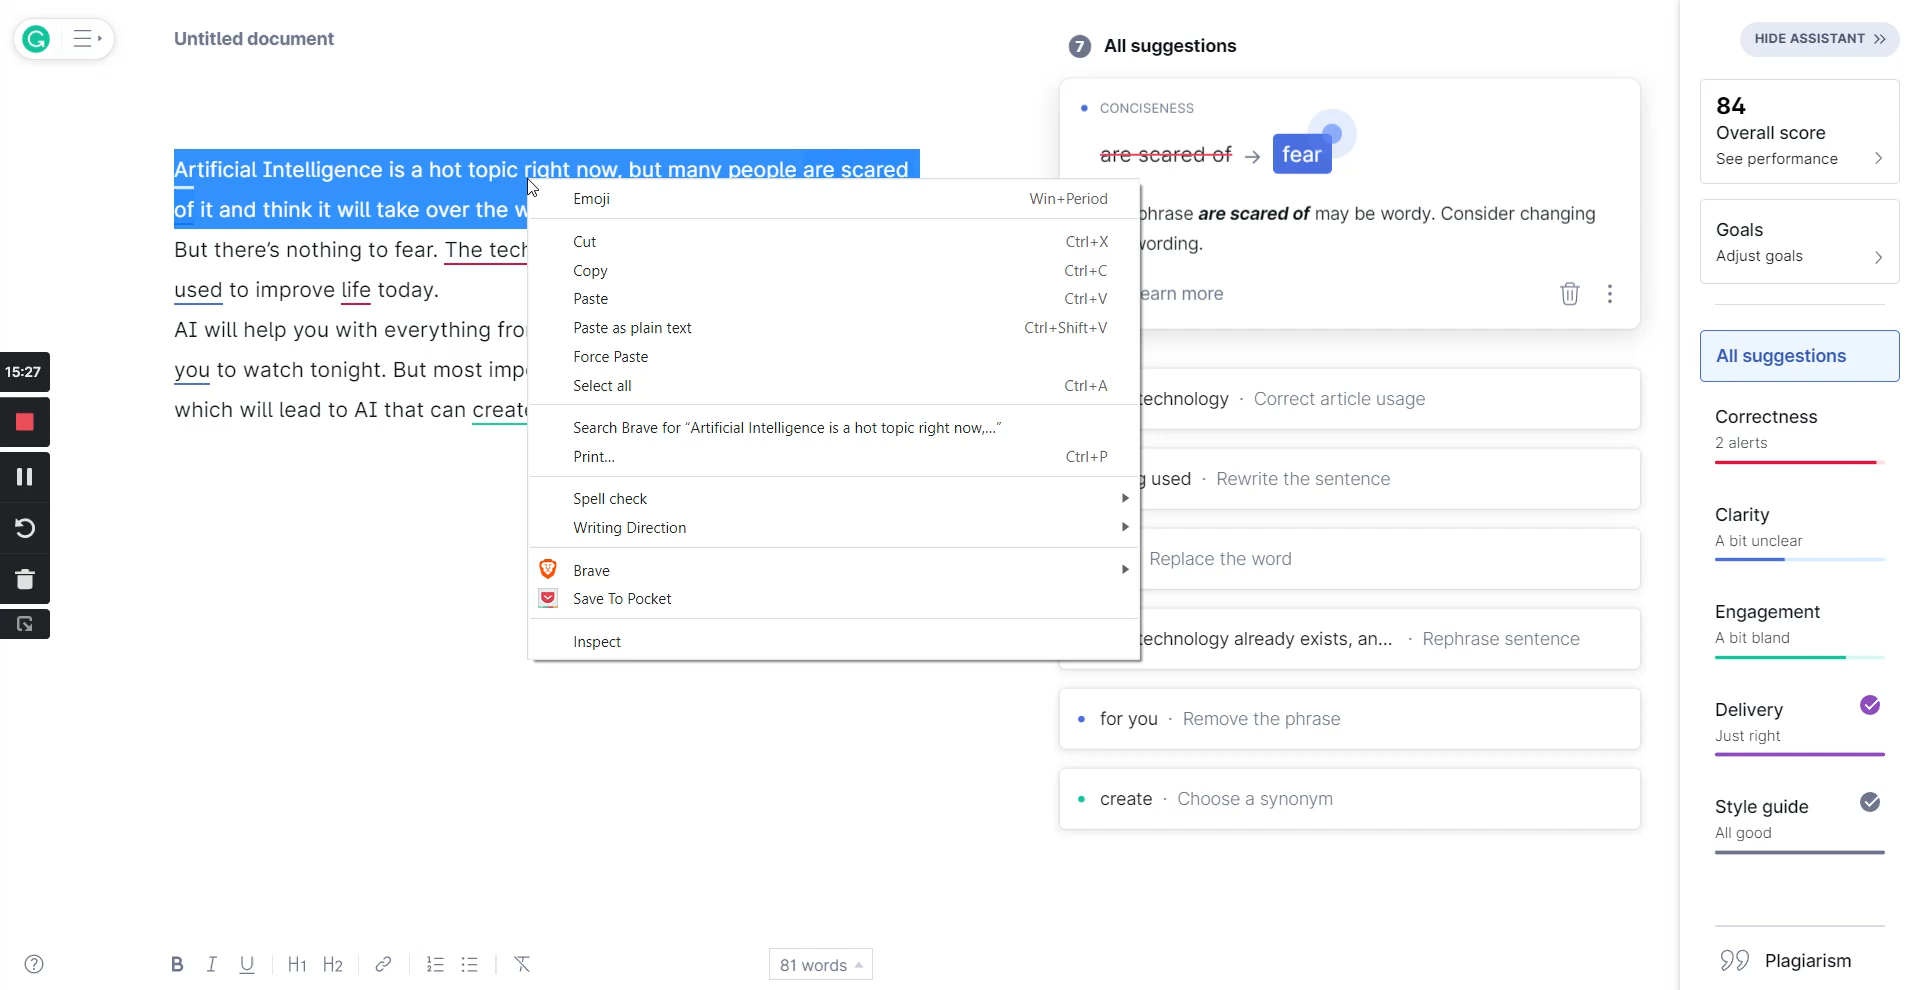 Untitled document
Artificial Intelligence is a hot topic right now, but many people are scared
of it and think it will take over the w
But there's nothing to fear. The tech
used to improve life today.
AI will help you with everything fro
you to watch tonight. But most imp
which will lead to AI that can create
15:27
Emoji Win+Period
Cut Ctrl+X
Copy Ctrl+C
Paste Ctrl+V
Paste as plain text Ctrl+Shift+V
Force Paste
Select all Ctrl+A
Search Brave for “Artificial Intelligence is a hot topic right now,...”
Print... Ctrl+P
Spell check
Writing Direction
Brave
Save To Pocket
Inspect
B I U H1 H2
81 words
7 All suggestions
CONCISENESS
are scared of → fear
phrase are scared of may be wordy. Consider changing
wording.
earn more
technology · Correct article usage
g used · Rewrite the sentence
Replace the word
technology already exists, an... · Rephrase sentence
for you · Remove the phrase
create · Choose a synonym
HIDE ASSISTANT
84
Overall score
See performance
Goals
Adjust goals
All suggestions
Correctness
2 alerts
Clarity
A bit unclear
Engagement
A bit bland
Delivery
Just right
Style guide
All good
Plagiarism